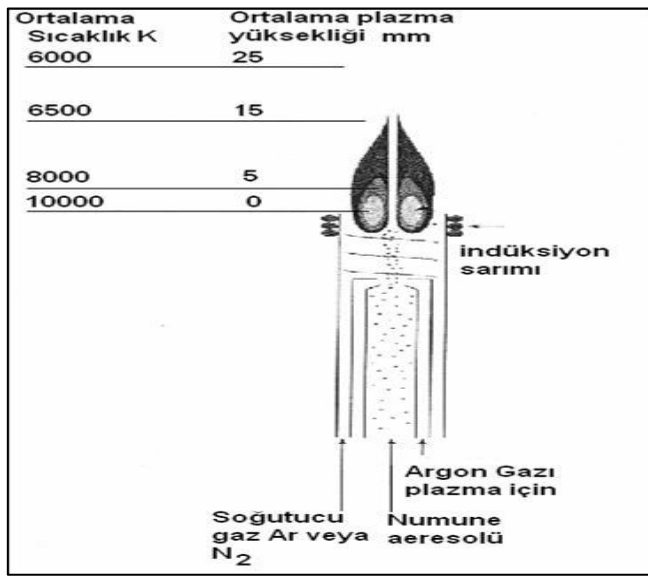 Ortalama
Sıcaklık K
Ortalama plazma
yüksekliği mm
6000 25
6500 15
8000 5
10000 0
indüksiyon
sarımı
Argon Gazı
plazma için
Soğutucu
gaz Ar veya
N2
Numune
aeresolü